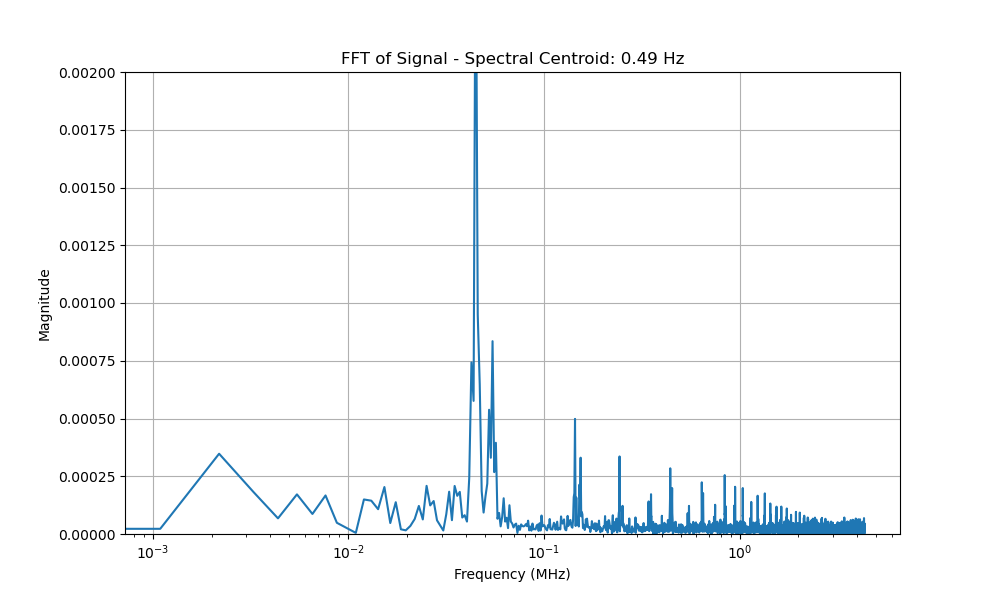 FFT of Signal - Spectral Centroid: 0.49 Hz
0.00200
0.00175
0.00150
0.00125
0.00100
0.00075
0.00050
0.00025
0.00000
Magnitude
10⁻³ 10⁻² 10⁻¹ 10⁰
Frequency (MHz)